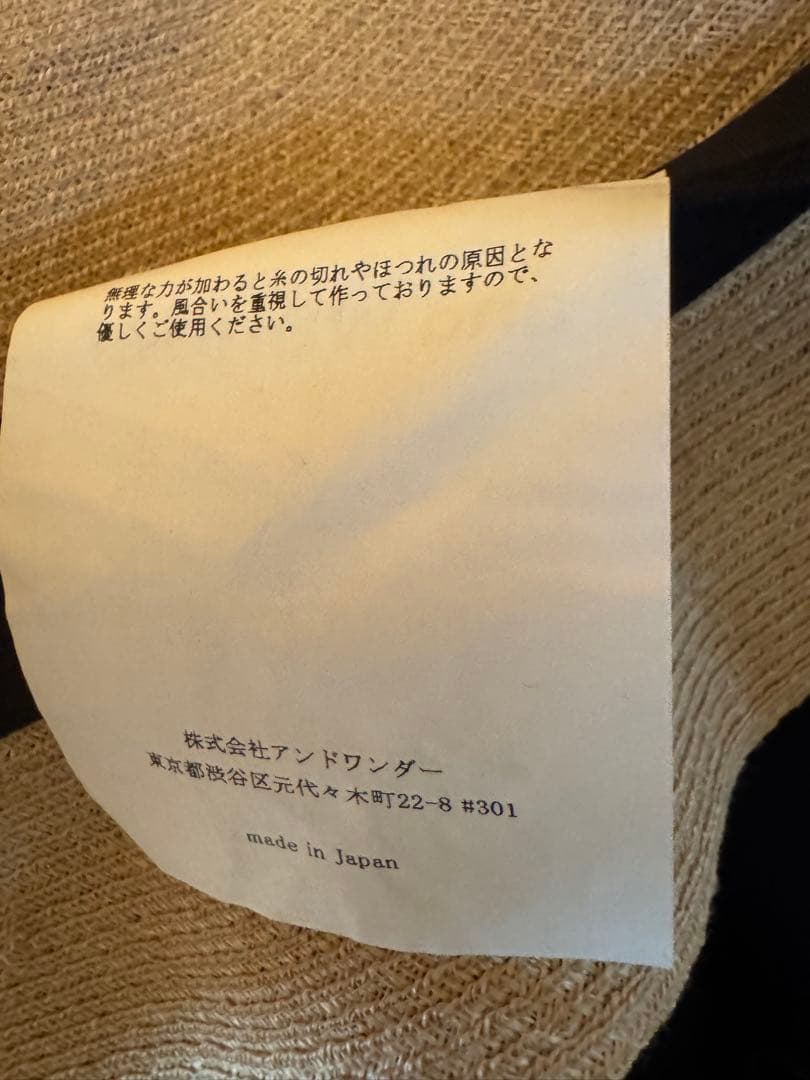 無理な力が加わると糸の切れやほつれの原因とな
ります。風合いを重視して作っておりますので、
優しくご使用ください。
株式会社アンドワンダー
東京都渋谷区元代々木町22-8 #301
made in Japan